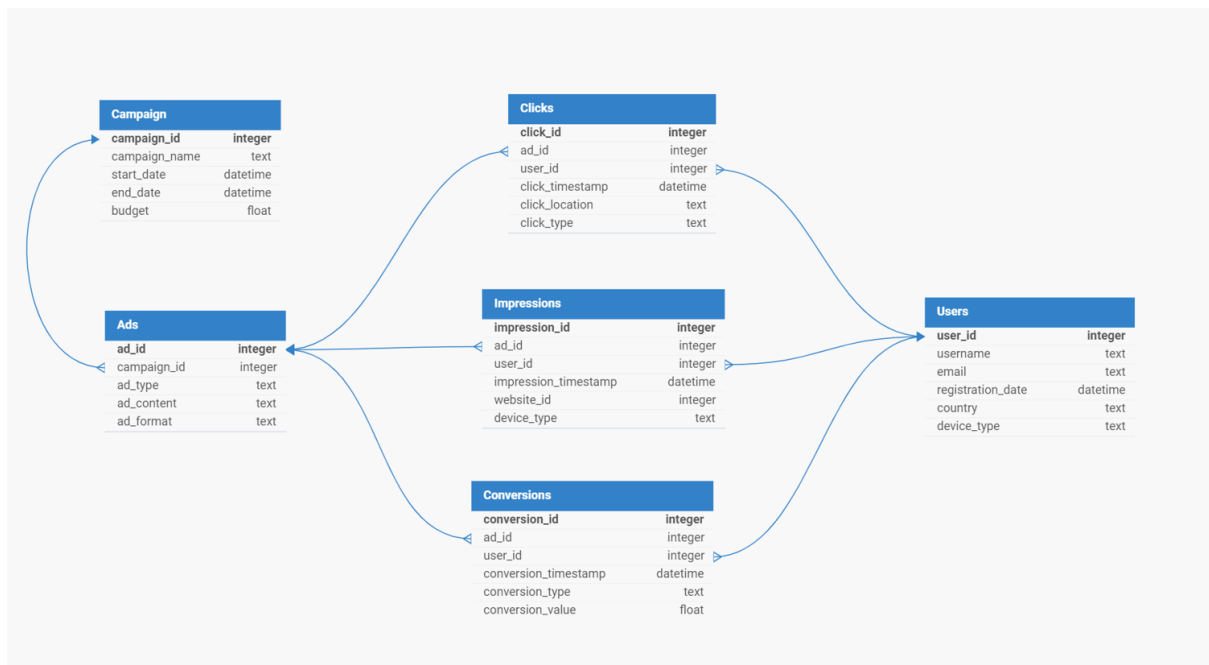 Campaign
campaign_id integer
campaign_name text
start_date datetime
end_date datetime
budget float
Clicks
click_id integer
ad_id integer
user_id integer
click_timestamp datetime
click_location text
click_type text
Ads
ad_id integer
campaign_id integer
ad_type text
ad_content text
ad_format text
Impressions
impression_id integer
ad_id integer
user_id integer
impression_timestamp datetime
website_id integer
device_type text
Users
user_id integer
username text
email text
registration_date datetime
country text
device_type text
Conversions
conversion_id integer
ad_id integer
user_id integer
conversion_timestamp datetime
conversion_type text
conversion_value float